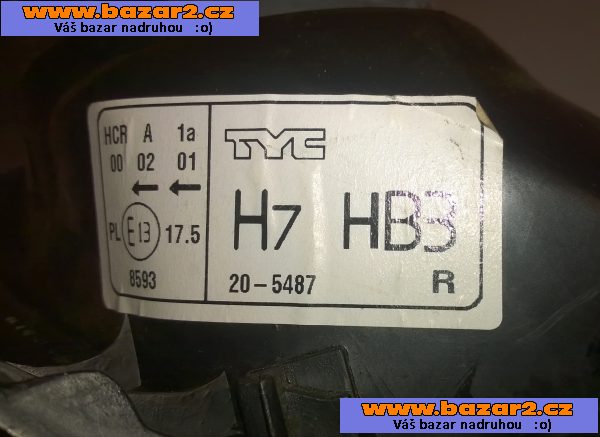 www.bazar2.cz
Váš bazar nadruhou :o)
HCR A 1a
00 02 01
← ←
PL E13 17.5
8593
TYC
H7 HB3
20-5487 R
www.bazar2.cz
Váš bazar nadruhou :o)